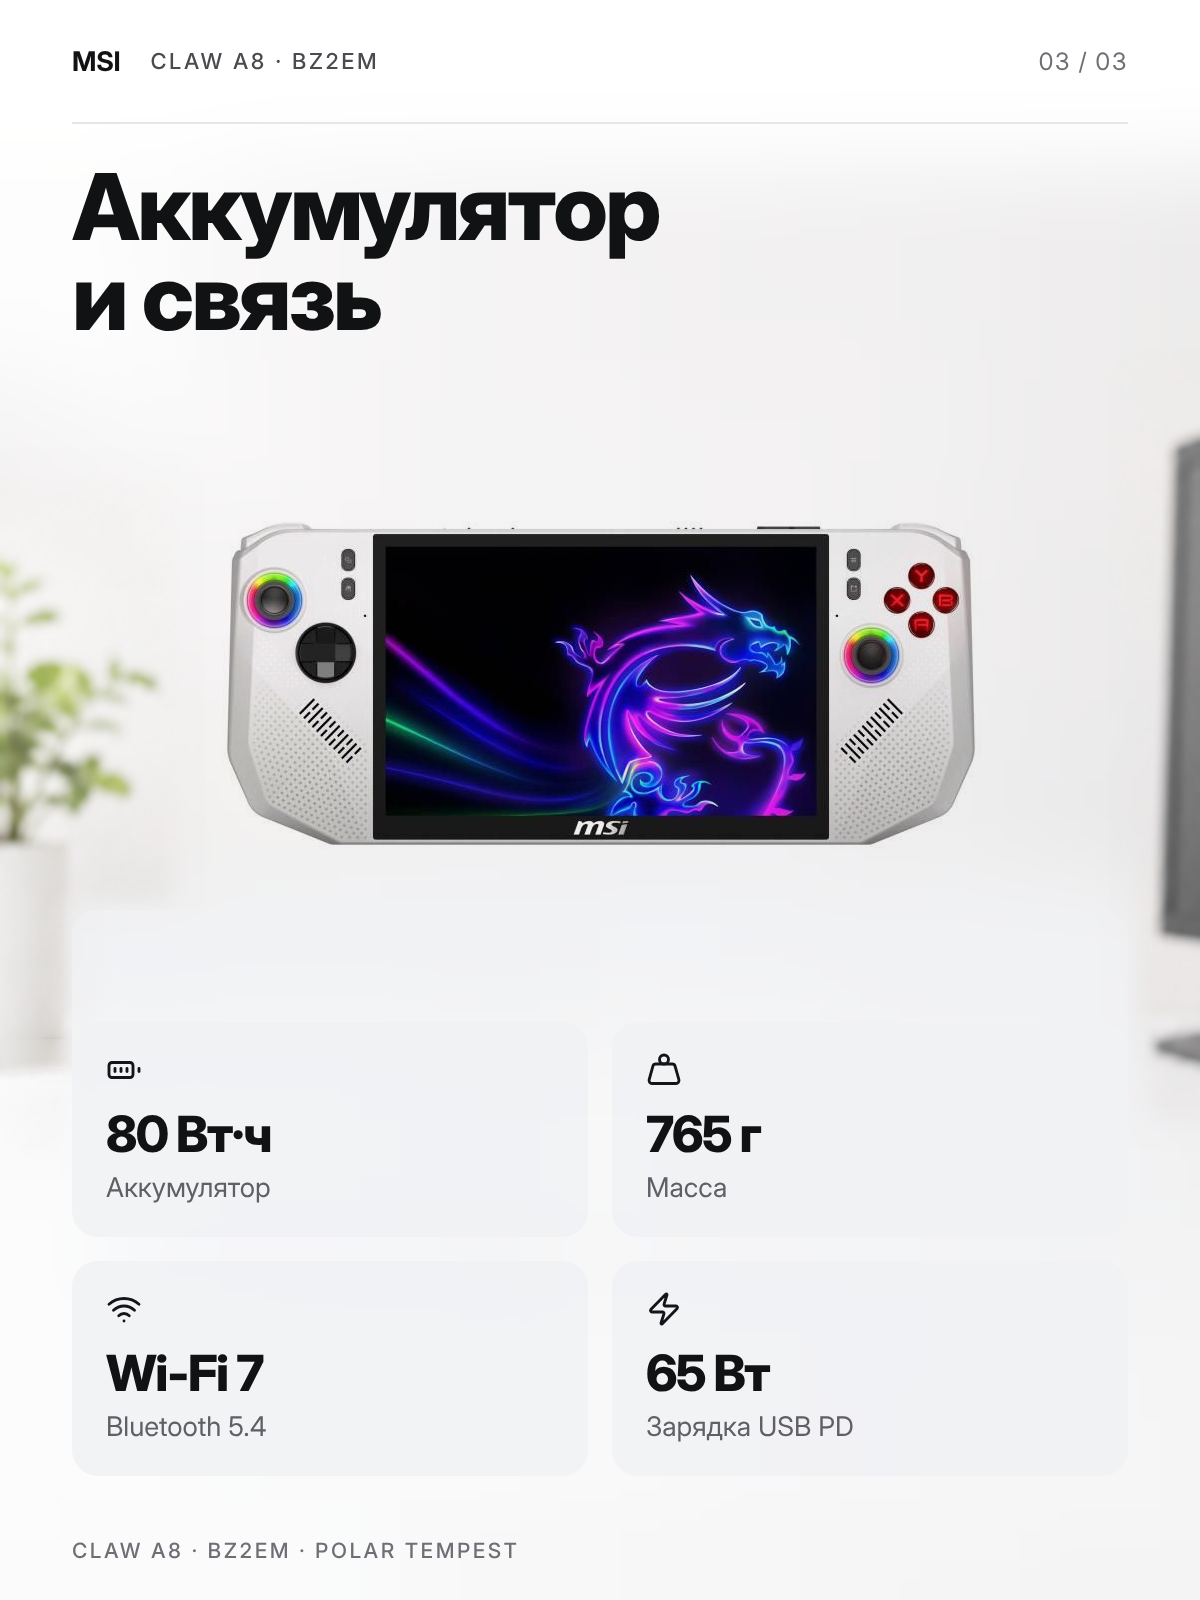 MSI CLAW A8 · BZ2EM 03 / 03
Аккумулятор
и связь
Y
X B
A
msi
80 Вт·ч
Аккумулятор
765 г
Масса
Wi-Fi 7
Bluetooth 5.4
65 Вт
Зарядка USB PD
CLAW A8 · BZ2EM · POLAR TEMPEST